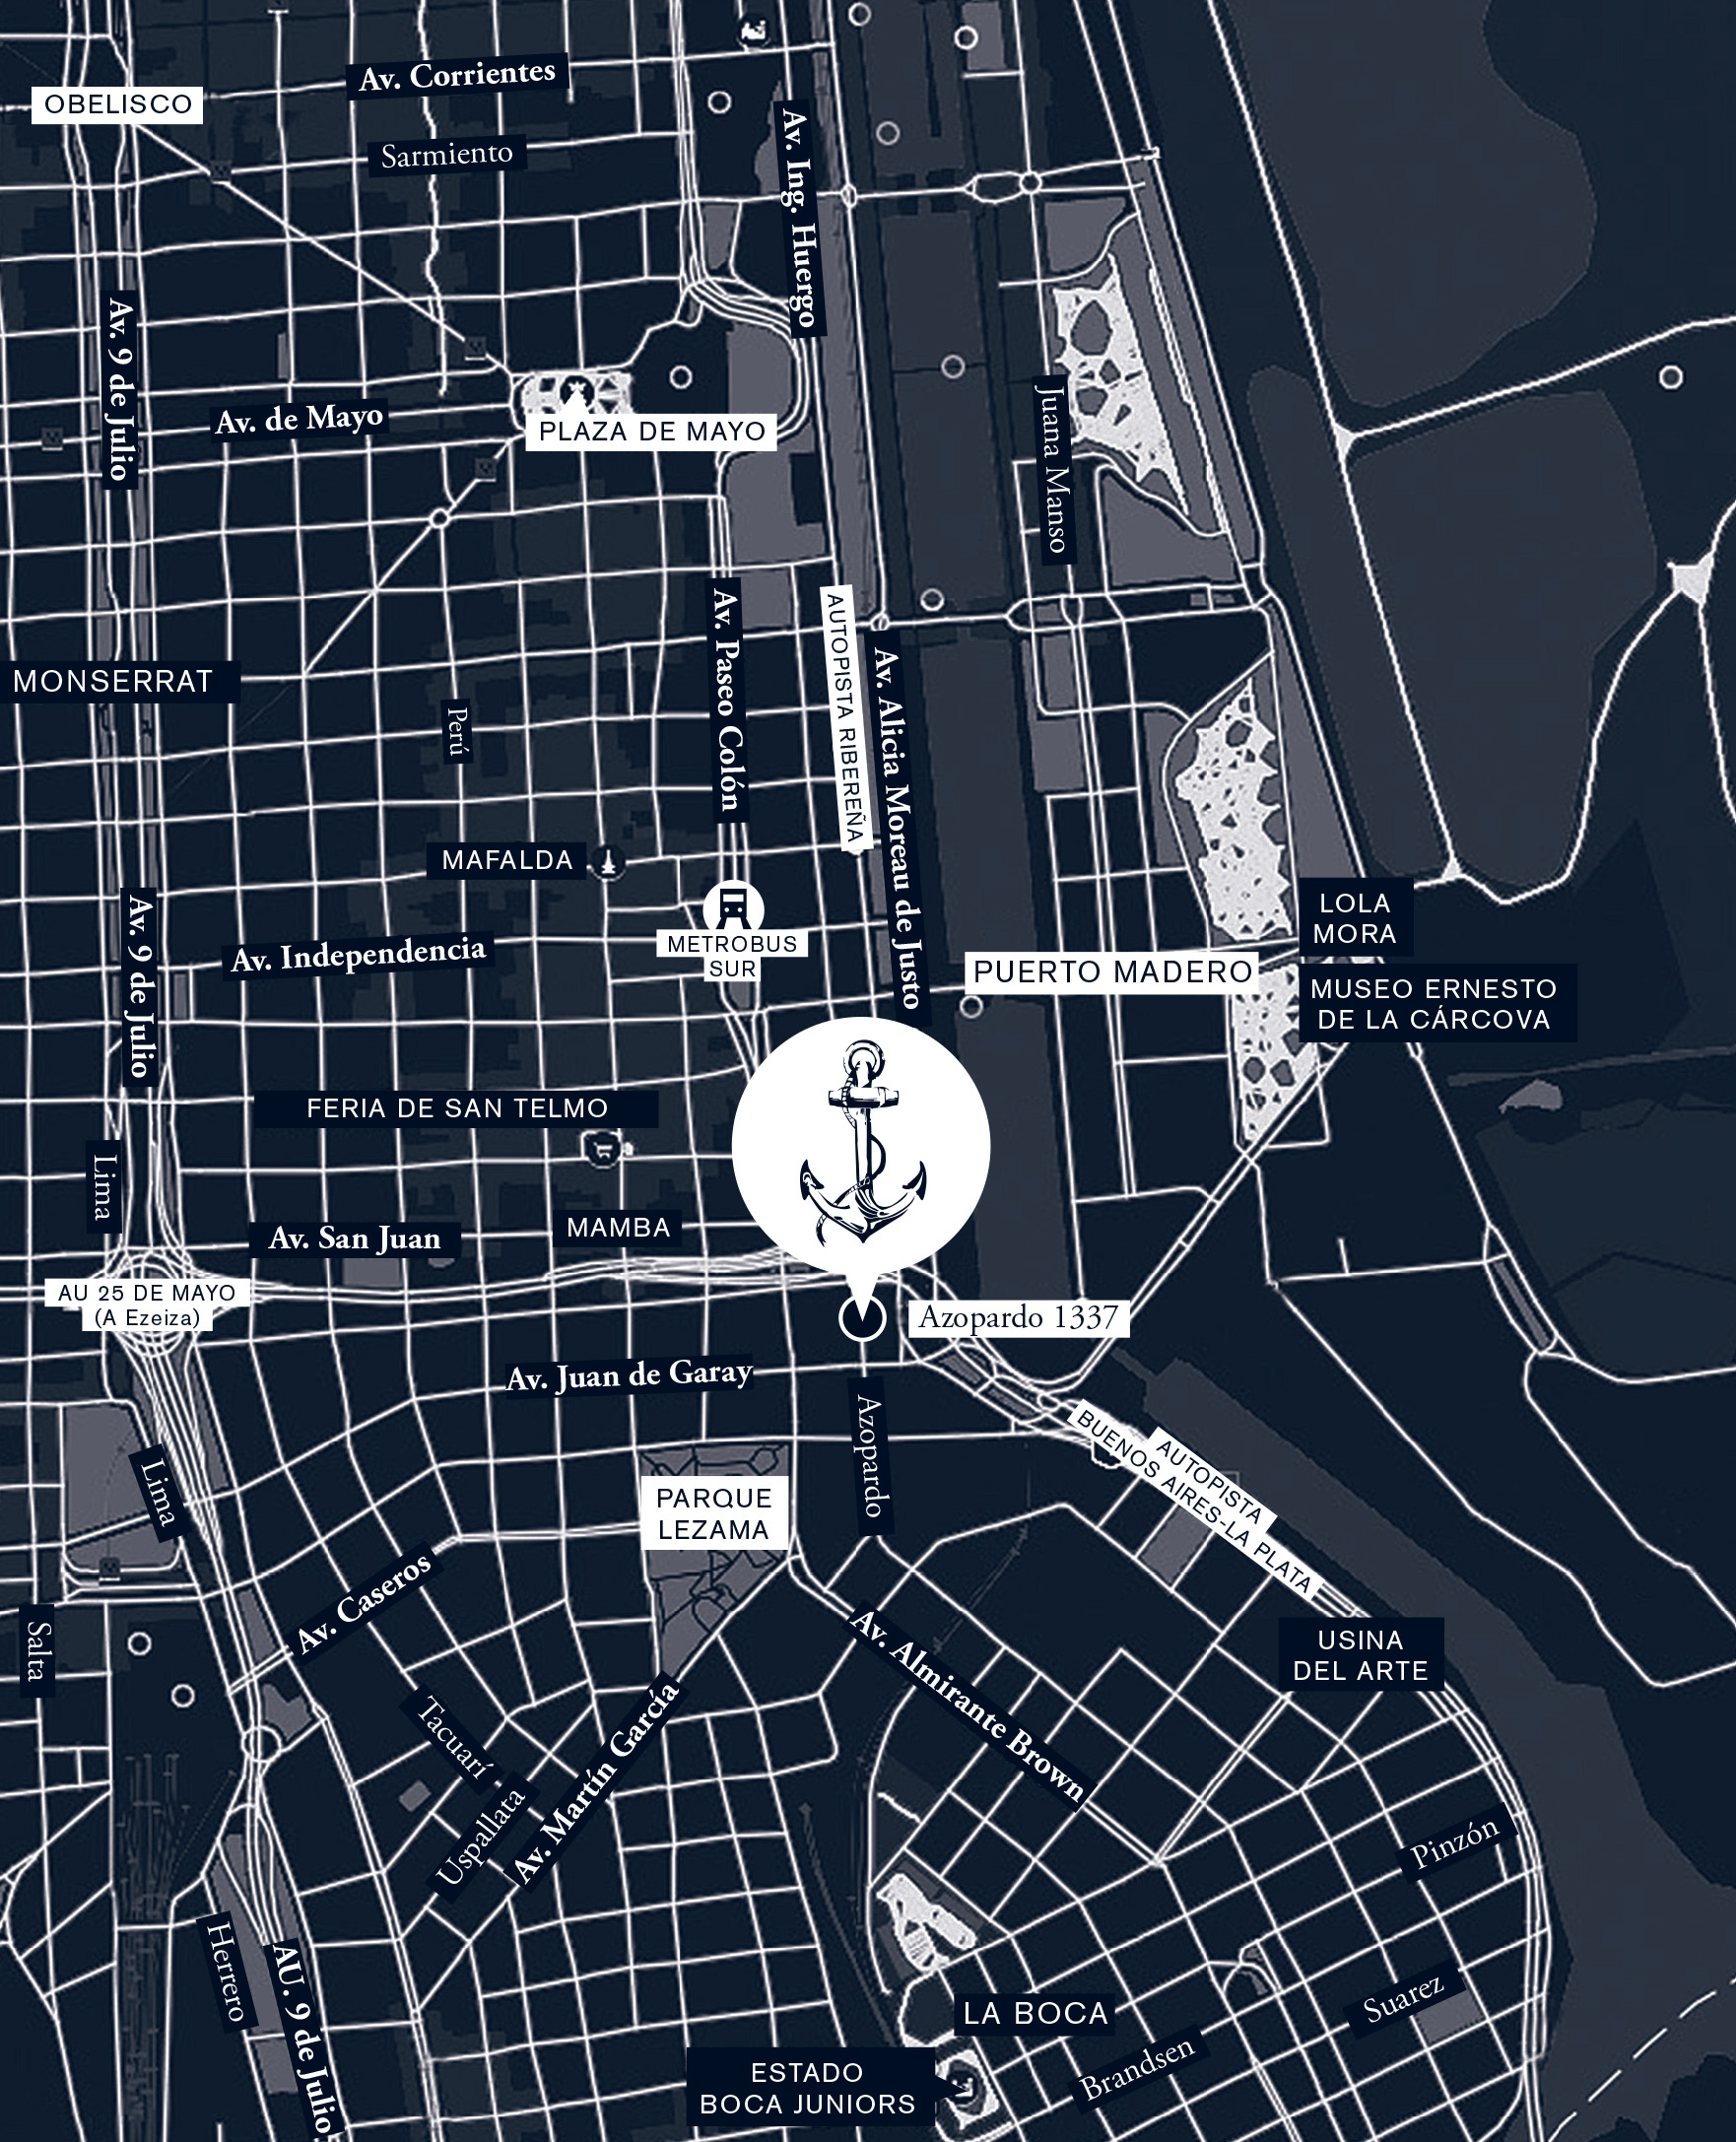 Av. Corrientes
OBELISCO
Sarmiento
Av. Ing. Huergo
Av. 9 de Julio
Av. de Mayo
PLAZA DE MAYO
Juana Manso
MONSERRAT
Perú
Av. Paseo Colón
AUTOPISTA RIBEREÑA
Av. Alicia Moreau de Justo
MAFALDA
LOLA
MORA
Av. 9 de Julio
Av. Independencia
METROBUS
SUR
PUERTO MADERO
MUSEO ERNESTO
DE LA CÁRCOVA
FERIA DE SAN TELMO
Lima
Av. San Juan
MAMBA
AU 25 DE MAYO
(A Ezeiza)
Azopardo 1337
Av. Juan de Garay
Azopardo
Lima
PARQUE
LEZAMA
AUTOPISTA
BUENOS AIRES-LA PLATA
Av. Caseros
Salta
Av. Almirante Brown
USINA
DEL ARTE
Tacuarí
Uspallata
Av. Martín García
Pinzón
Herrero
AU. 9 de Julio
Suarez
LA BOCA
Brandsen
ESTADO
BOCA JUNIORS